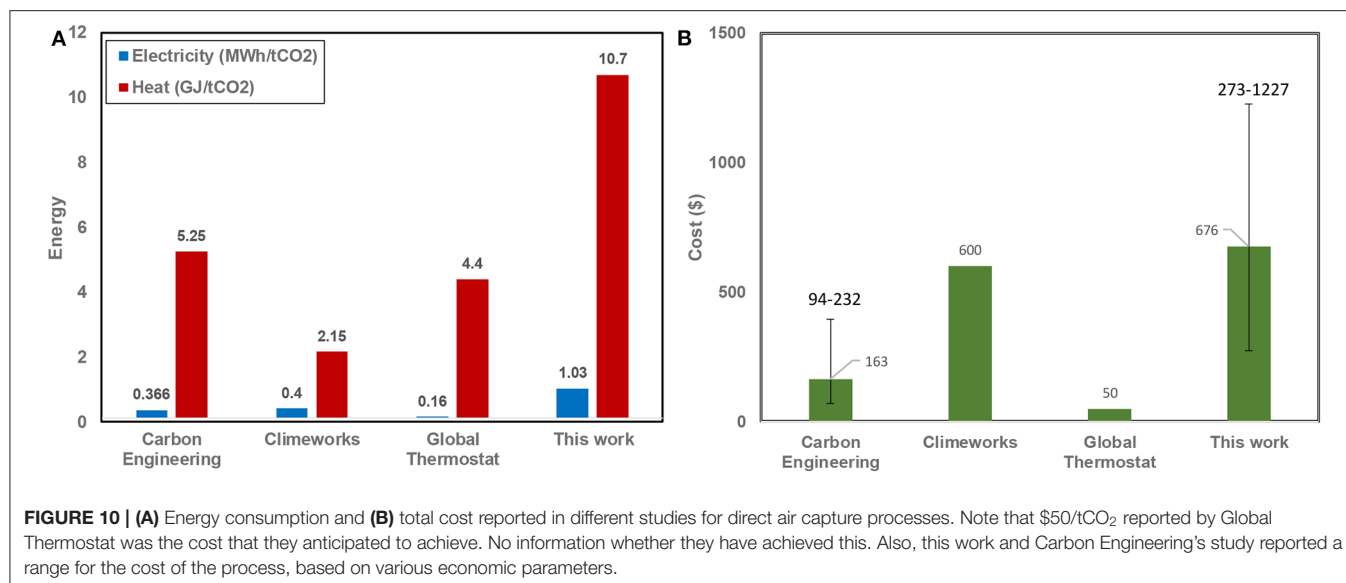 A
Electricity (MWh/tCO2)
Heat (GJ/tCO2)
Energy
12
10
8
6
4
2
0
0.366
5.25
0.4
2.15
0.16
4.4
1.03
10.7
Carbon
Engineering
Climeworks
Global
Thermostat
This work
B
Cost ($)
1500
1000
500
0
94-232
163
600
50
273-1227
676
Carbon
Engineering
Climeworks
Global
Thermostat
This work
FIGURE 10 | (A) Energy consumption and (B) total cost reported in different studies for direct air capture processes. Note that $50/tCO₂ reported by Global
Thermostat was the cost that they anticipated to achieve. No information whether they have achieved this. Also, this work and Carbon Engineering's study reported a
range for the cost of the process, based on various economic parameters.